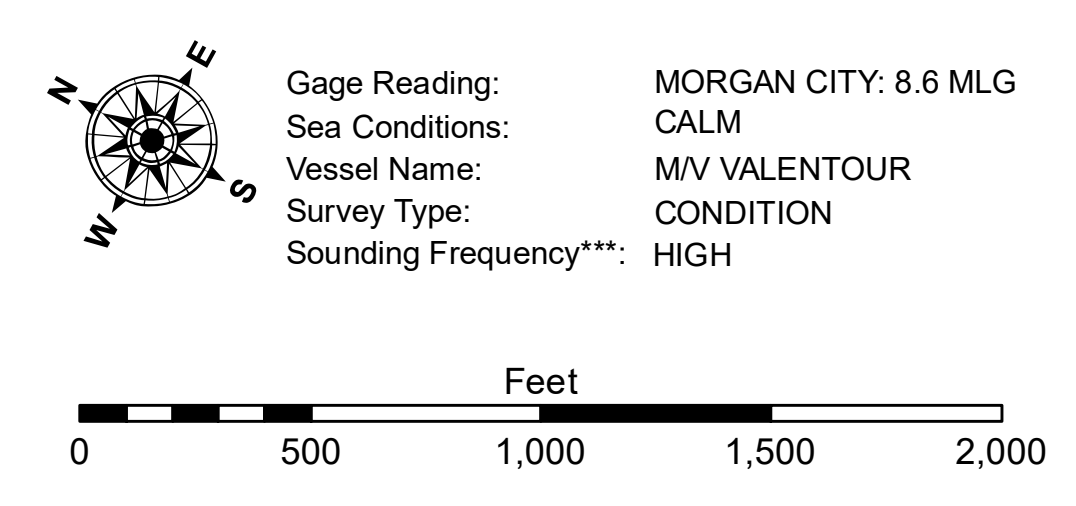 N
E
S
W
Gage Reading: MORGAN CITY: 8.6 MLG
Sea Conditions: CALM
Vessel Name: M/V VALENTOUR
Survey Type: CONDITION
Sounding Frequency***: HIGH
Feet
0 500 1,000 1,500 2,000